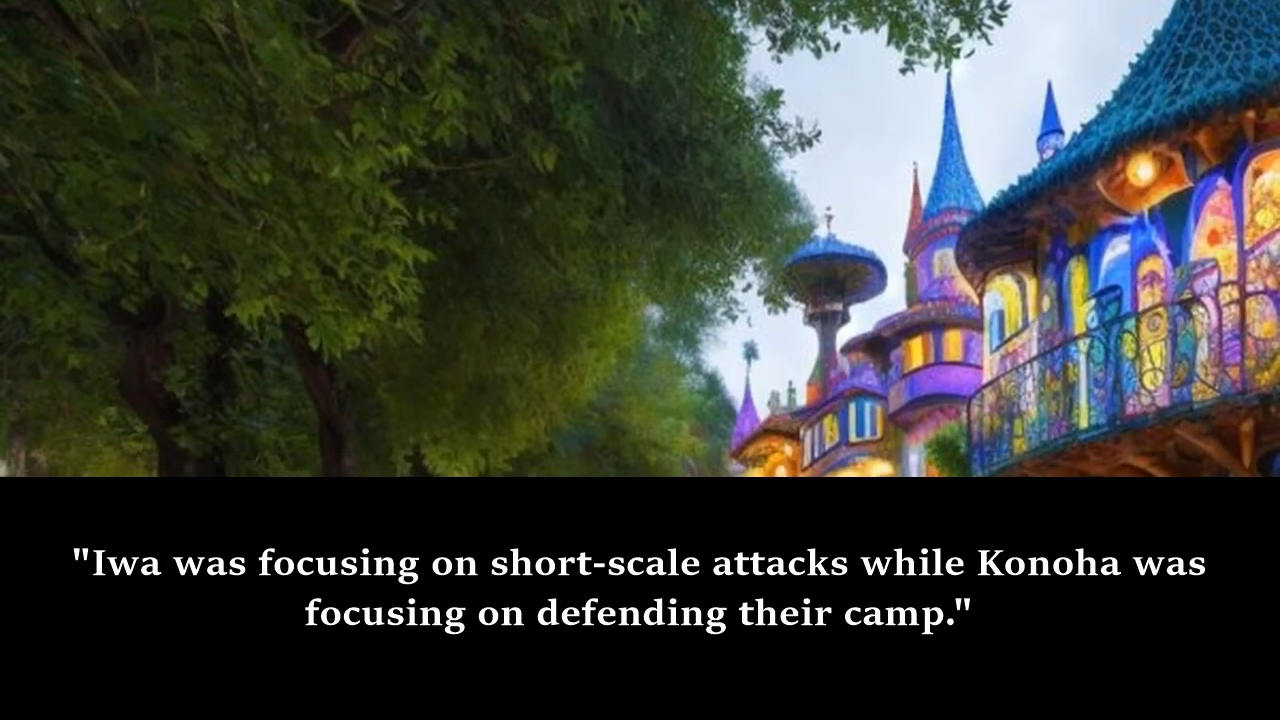 "Iwa was focusing on short-scale attacks while Konoha was
focusing on defending their camp."